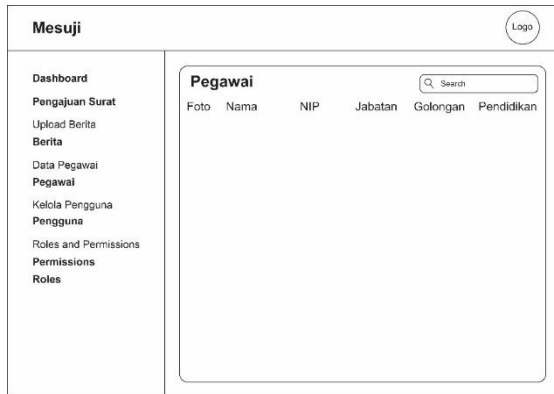 Mesuji
Logo
Dashboard
Pengajuan Surat
Upload Berita
Berita
Data Pegawai
Pegawai
Kelola Pengguna
Pengguna
Roles and Permissions
Permissions
Roles
Pegawai
Search
Foto Nama NIP Jabatan Golongan Pendidikan